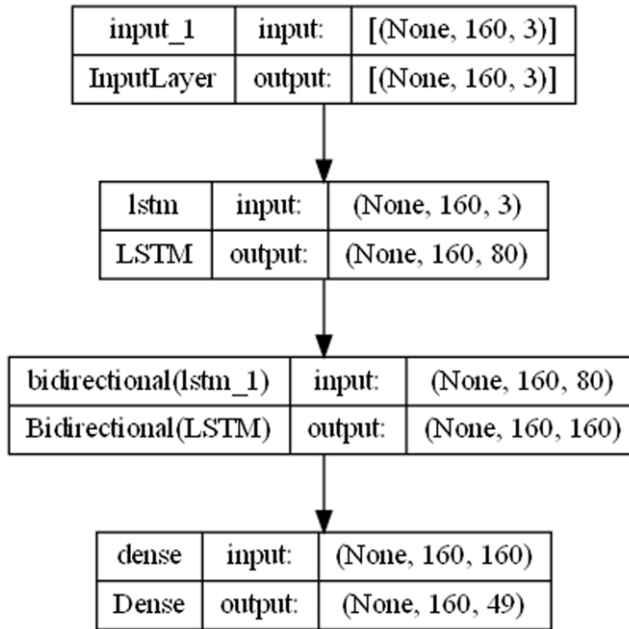 input_1 input: [(None, 160, 3)]
InputLayer output: [(None, 160, 3)]
lstm input: (None, 160, 3)
LSTM output: (None, 160, 80)
bidirectional(lstm_1) input: (None, 160, 80)
Bidirectional(LSTM) output: (None, 160, 160)
dense input: (None, 160, 160)
Dense output: (None, 160, 49)